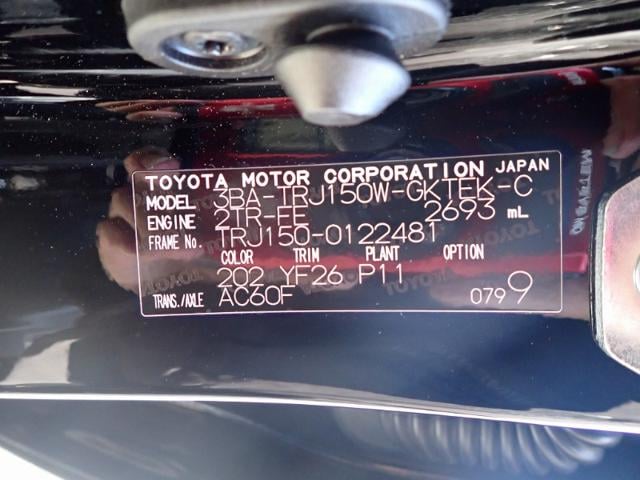 TOYOTA MOTOR CORPORATION JAPAN
MODEL 3BA-TRJ150W-GKTEK-C
ENGINE 2TR-FE 2693 mL
FRAME No. TRJ150-0122481
COLOR TRIM PLANT OPTION
202 YF26 P11
TRANS./AXLE AC60F 0799